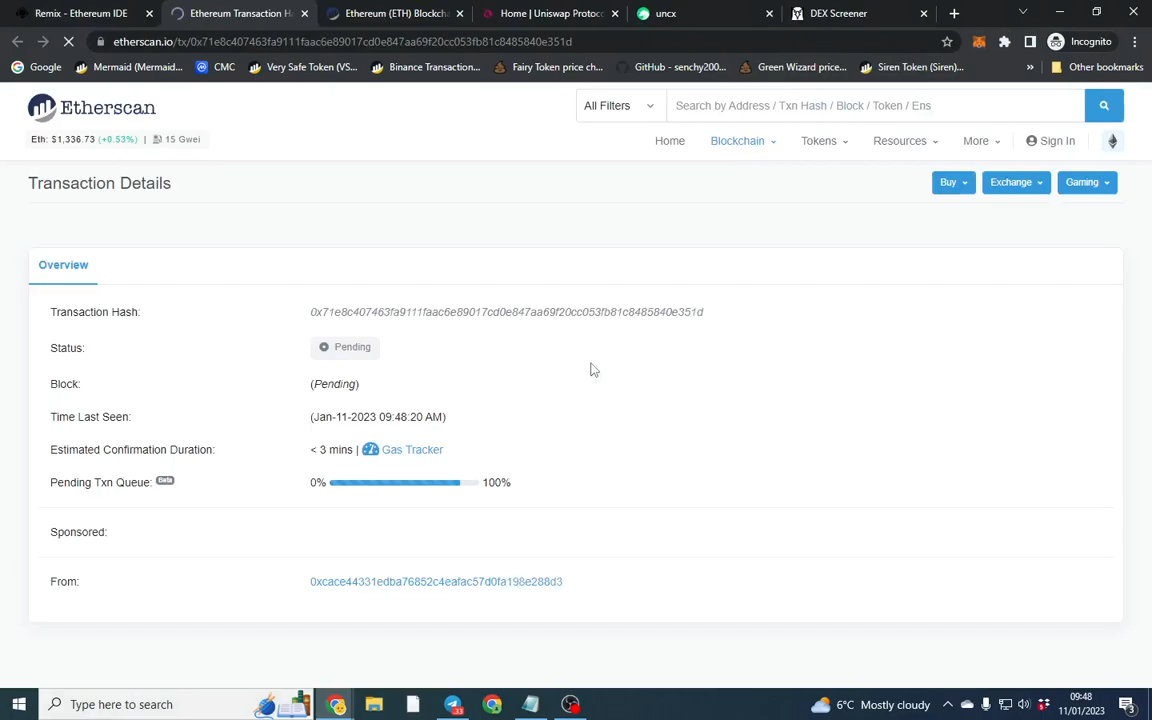 Remix - Ethereum IDE
Ethereum Transaction Ha
Ethereum (ETH) Blockcha
Home | Uniswap Protoco
uncx
DEX Screener
etherscan.io/tx/0x71e8c407463fa9111faac6e89017cd0e847aa69f20cc053fb81c8485840e351d
Incognito
Google
Mermaid (Mermaid...
CMC
Very Safe Token (VS...
Binance Transaction...
Fairy Token price ch...
GitHub - senchy200...
Green Wizard price...
Siren Token (Siren)...
»
Other bookmarks
Etherscan
All Filters
Search by Address / Txn Hash / Block / Token / Ens
Eth: $1,336.73 (+0.53%) | 15 Gwei
Home
Blockchain
Tokens
Resources
More
Sign In
Transaction Details
Buy
Exchange
Gaming
Overview
Transaction Hash:
0x71e8c407463fa9111faac6e89017cd0e847aa69f20cc053fb81c8485840e351d
Status:
Pending
Block:
(Pending)
Time Last Seen:
(Jan-11-2023 09:48:20 AM)
Estimated Confirmation Duration:
< 3 mins | Gas Tracker
Pending Txn Queue: Beta
0% 100%
Sponsored:
From:
0xcace44331edba76852c4eafac57d0fa198e288d3
Type here to search
33
6°C Mostly cloudy
09:48
11/01/2023
3